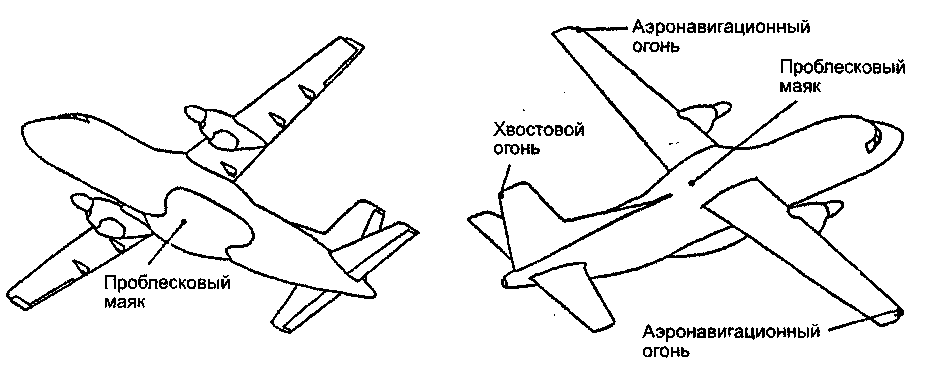 Аэронавигационный
огонь
Проблесковый
маяк
Хвостовой
огонь
Проблесковый
маяк
Аэронавигационный
огонь